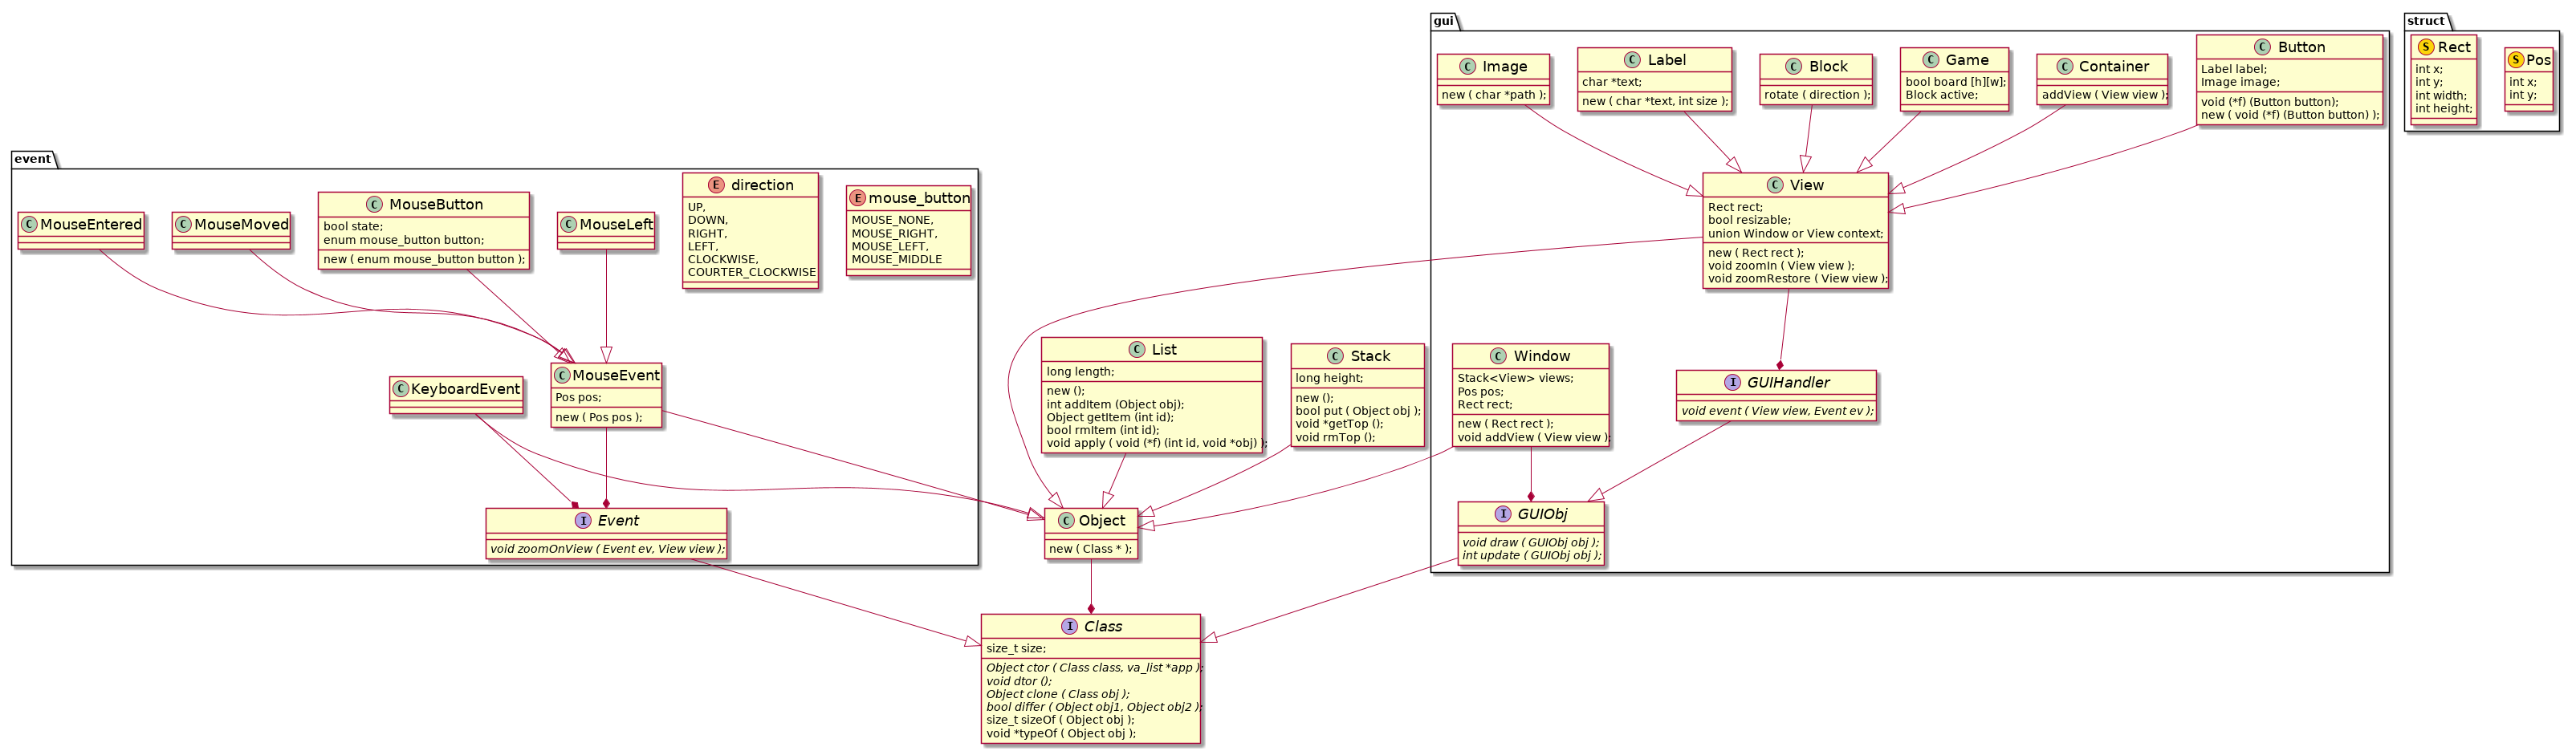 gui
struct
C Image
new ( char *path );
C Label
char *text;
new ( char *text, int size );
C Block
rotate ( direction );
C Game
bool board [h][w];
Block active;
C Container
addView ( View view );
C Button
Label label;
Image image;
void (*f) (Button button);
new ( void (*f) (Button button) );
S Rect
int x;
int y;
int width;
int height;
S Pos
int x;
int y;
event
C MouseEntered
C MouseMoved
C MouseButton
bool state;
enum mouse_button button;
new ( enum mouse_button button );
C MouseLeft
E direction
UP,
DOWN,
RIGHT,
LEFT,
CLOCKWISE,
COURTER_CLOCKWISE
E mouse_button
MOUSE_NONE,
MOUSE_RIGHT,
MOUSE_LEFT,
MOUSE_MIDDLE
C View
Rect rect;
bool resizable;
union Window or View context;
new ( Rect rect );
void zoomIn ( View view );
void zoomRestore ( View view );
C KeyboardEvent
C MouseEvent
Pos pos;
new ( Pos pos );
C List
long length;
new ();
int addItem (Object obj);
Object getItem (int id);
bool rmItem (int id);
void apply ( void (*f) (int id, void *obj) );
C Stack
long height;
new ();
bool put ( Object obj );
void *getTop ();
void rmTop ();
C Window
Stack<View> views;
Pos pos;
Rect rect;
new ( Rect rect );
void addView ( View view );
I GUIHandler
void event ( View view, Event ev );
I Event
void zoomOnView ( Event ev, View view );
C Object
new ( Class * );
I GUIObj
void draw ( GUIObj obj );
int update ( GUIObj obj );
I Class
size_t size;
Object ctor ( Class class, va_list *app );
void dtor ();
Object clone ( Class obj );
bool differ ( Object obj1, Object obj2 );
size_t sizeOf ( Object obj );
void *typeOf ( Object obj );